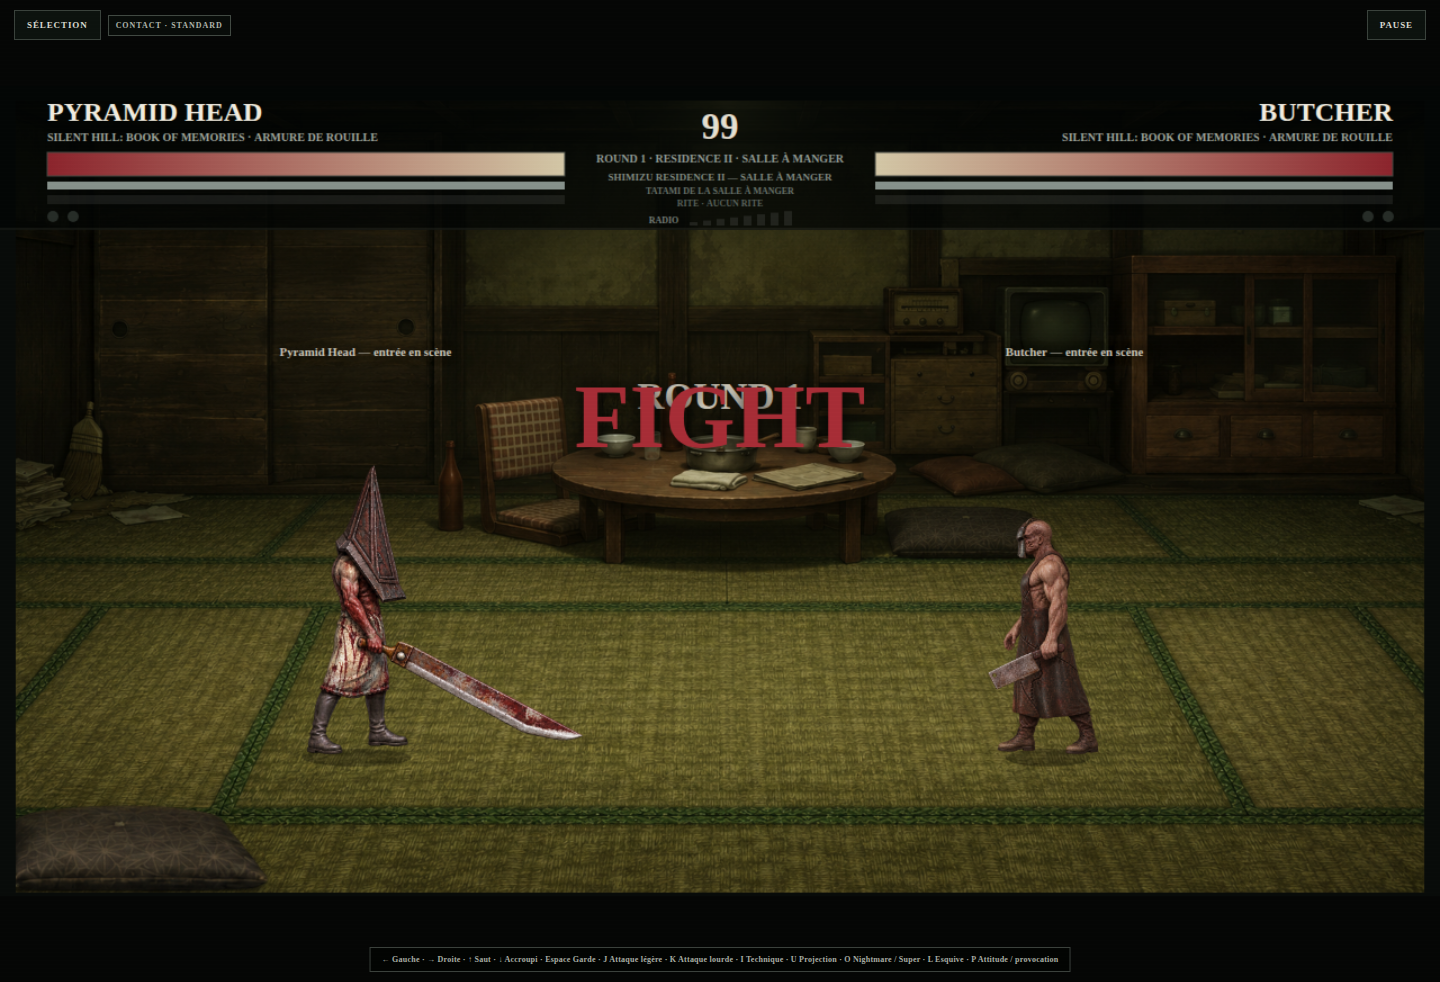 SÉLECTION
CONTACT - STANDARD
PAUSE
PYRAMID HEAD
SILENT HILL: BOOK OF MEMORIES · ARMURE DE ROUILLE
99
BUTCHER
SILENT HILL: BOOK OF MEMORIES · ARMURE DE ROUILLE
ROUND 1 · RESIDENCE II · SALLE À MANGER
SHIMIZU RESIDENCE II — SALLE À MANGER
TATAMI DE LA SALLE À MANGER
RITE - AUCUN RITE
RADIO
Pyramid Head — entrée en scène
Butcher — entrée en scène
ROUND 1
FIGHT
← Gauche · → Droite · ↑ Saut · ↓ Accroupi · Espace Garde · J Attaque légère · K Attaque lourde · I Technique · U Projection · O Nightmare / Super · L Esquive · P Attitude / provocation